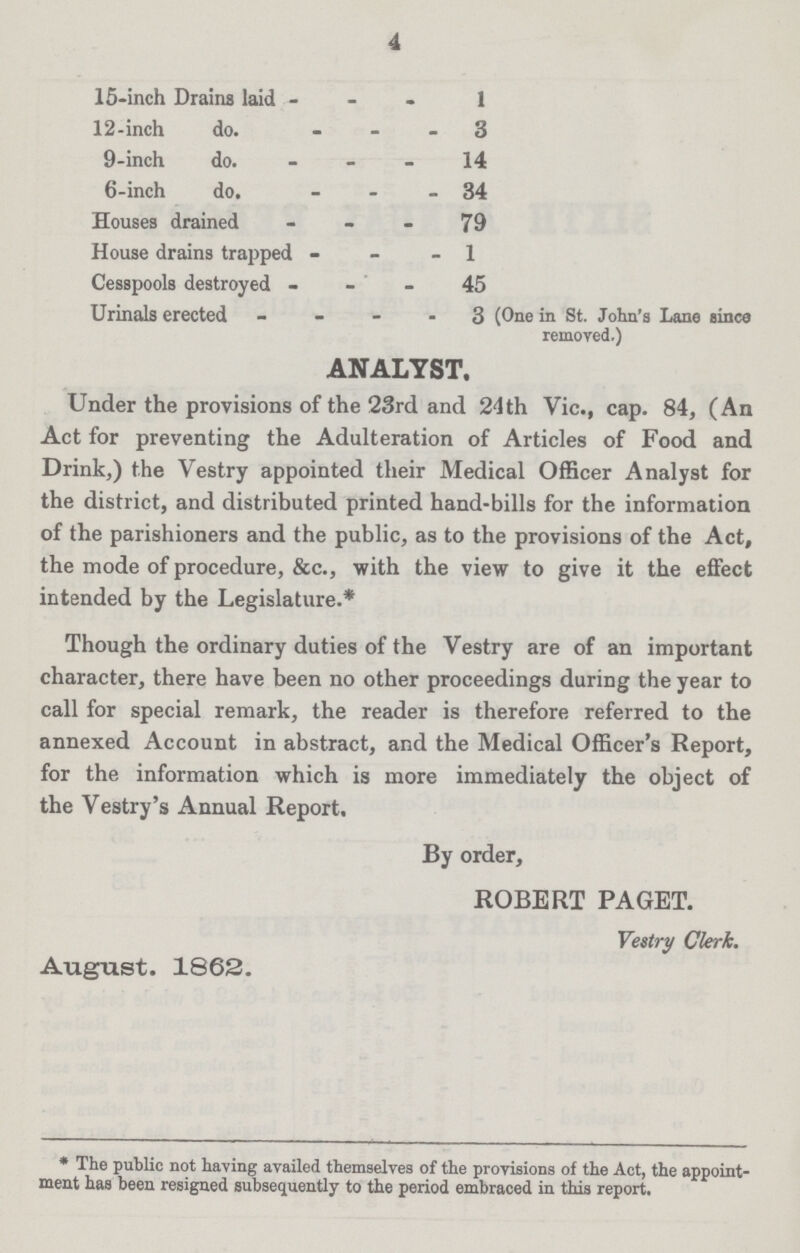 4
15-inch Drains laid - - - 1
12-inch do. - - - 3
9-inch do. - - - 14
6-inch do. - - - 34
Houses drained - - - 79
House drains trapped - - - 1
Cesspools destroyed - - - 45
Urinals erected - - - - 3 (One in St. John's Lane since
removed.)
ANALYST.
Under the provisions of the 23rd and 24th Vic., cap. 84, (An
Act for preventing the Adulteration of Articles of Food and
Drink,) the Vestry appointed their Medical Officer Analyst for
the district, and distributed printed hand-bills for the information
of the parishioners and the public, as to the provisions of the Act,
the mode of procedure, &c., with the view to give it the effect
intended by the Legislature.*
Though the ordinary duties of the Vestry are of an important
character, there have been no other proceedings during the year to
call for special remark, the reader is therefore referred to the
annexed Account in abstract, and the Medical Officer's Report,
for the information which is more immediately the object of
the Vestry's Annual Report.
By order,
ROBERT PAGET.
Vestry Clerk.
August. 1862.
* The public not having availed themselves of the provisions of the Act, the appoint-
ment has been resigned subsequently to the period embraced in this report.